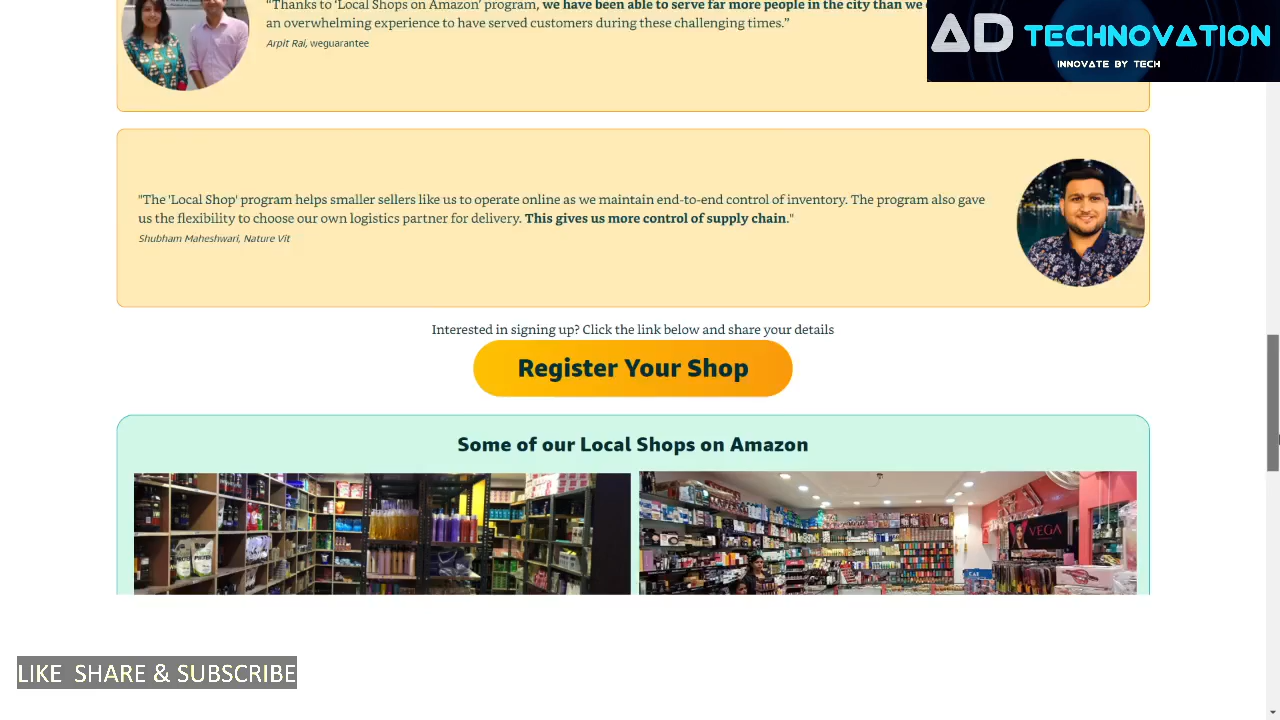 "Thanks to 'Local Shops on Amazon' program, we have been able to serve far more people in the city than we
an overwhelming experience to have served customers during these challenging times.”
Arpit Rai, weguarantee
AD TECHNOVATION
INNOVATE BY TECH
"The 'Local Shop' program helps smaller sellers like us to operate online as we maintain end-to-end control of inventory. The program also gave
us the flexibility to choose our own logistics partner for delivery. This gives us more control of supply chain."
Shubham Maheshwari, Nature Vit
Interested in signing up? Click the link below and share your details
Register Your Shop
Some of our Local Shops on Amazon
VEGA
LIKE SHARE & SUBSCRIBE